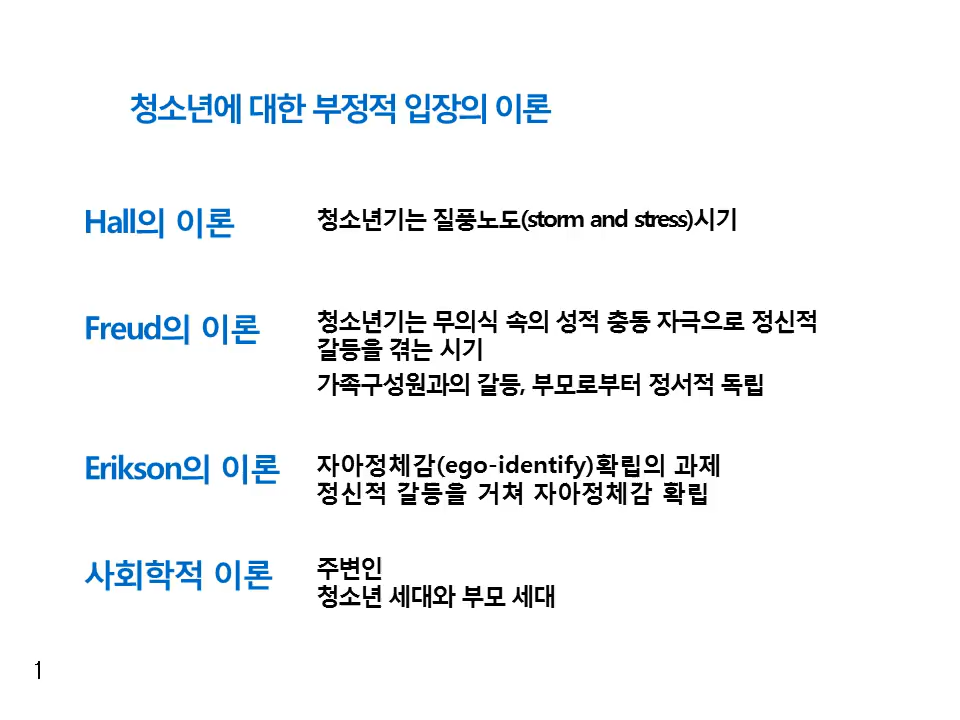 청소년에 대한 부정적 입장의 이론
Hall의 이론
청소년기는 질풍노도(storm and stress)시기
Freud의 이론
청소년기는 무의식 속의 성적 충동 자극으로 정신적
갈등을 겪는 시기
가족구성원과의 갈등, 부모로부터 정서적 독립
Erikson의 이론
자아정체감(ego-identify)확립의 과제
정신적 갈등을 거쳐 자아정체감 확립
사회학적 이론
주변인
청소년 세대와 부모 세대
1